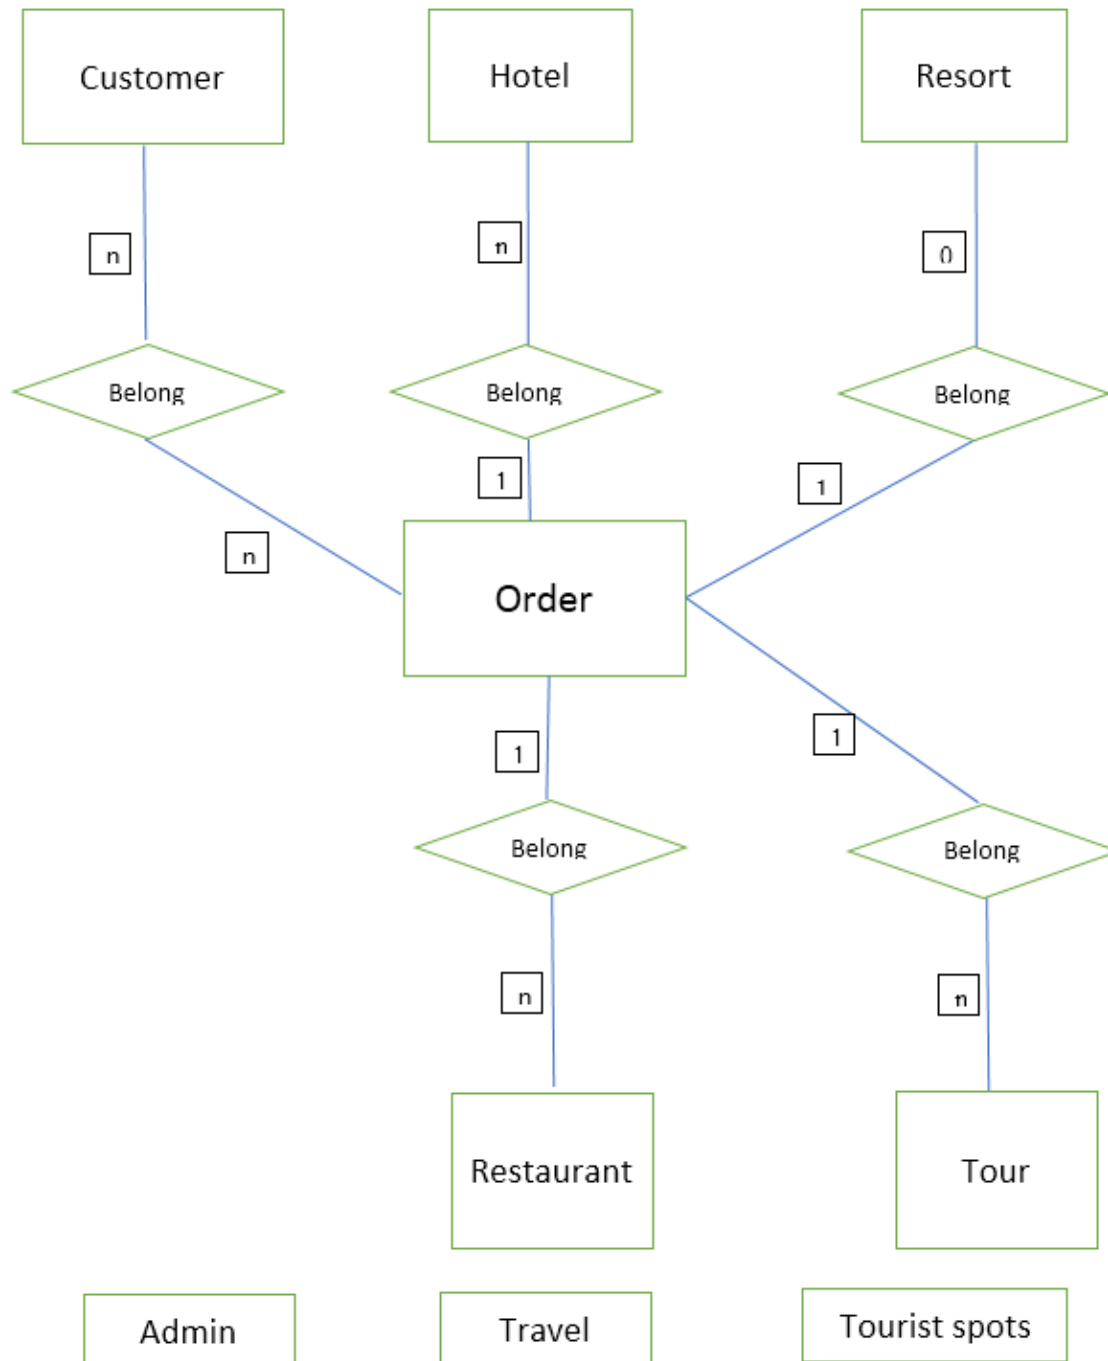 Customer
Hotel
Resort
n
n
0
Belong
Belong
Belong
1
1
n
Order
1
1
Belong
Belong
n
n
Restaurant
Tour
Admin
Travel
Tourist spots